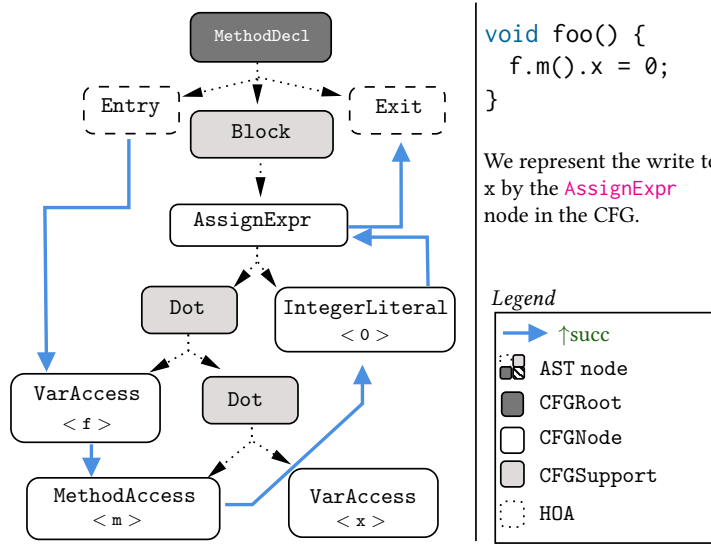 MethodDecl
Entry
Exit
Block
AssignExpr
Dot
IntegerLiteral
< 0 >
VarAccess
< f >
Dot
MethodAccess
< m >
VarAccess
< x >
void foo() {
f.m().x = 0;
}
We represent the write to
x by the AssignExpr
node in the CFG.
Legend
↑succ
AST node
CFGRoot
CFGNode
CFGSupport
HOA